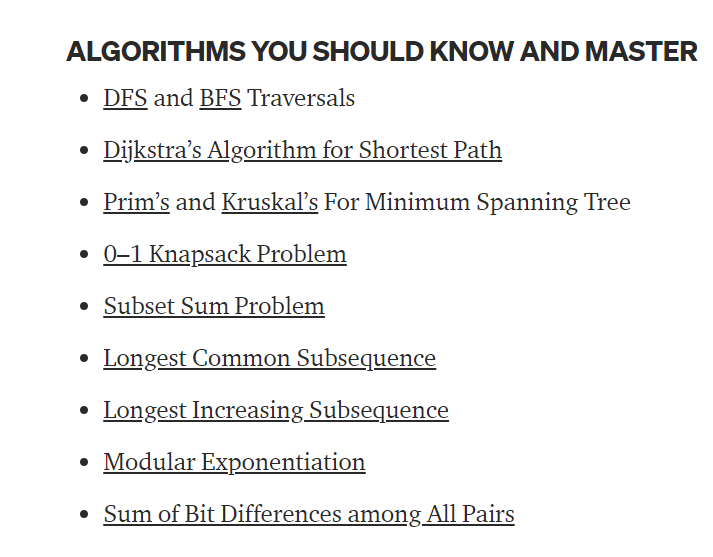 ALGORITHMS YOU SHOULD KNOW AND MASTER
• DFS and BFS Traversals
• Dijkstra’s Algorithm for Shortest Path
• Prim’s and Kruskal’s For Minimum Spanning Tree
• 0–1 Knapsack Problem
• Subset Sum Problem
• Longest Common Subsequence
• Longest Increasing Subsequence
• Modular Exponentiation
• Sum of Bit Differences among All Pairs